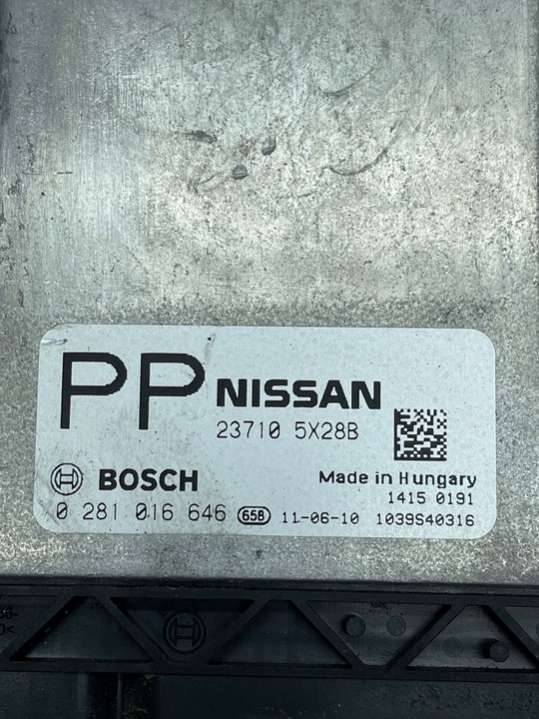 PP NISSAN
23710 5X28B
BOSCH
Made in Hungary
1415 0191
0 281 016 646 658 11-06-10 1039S40316